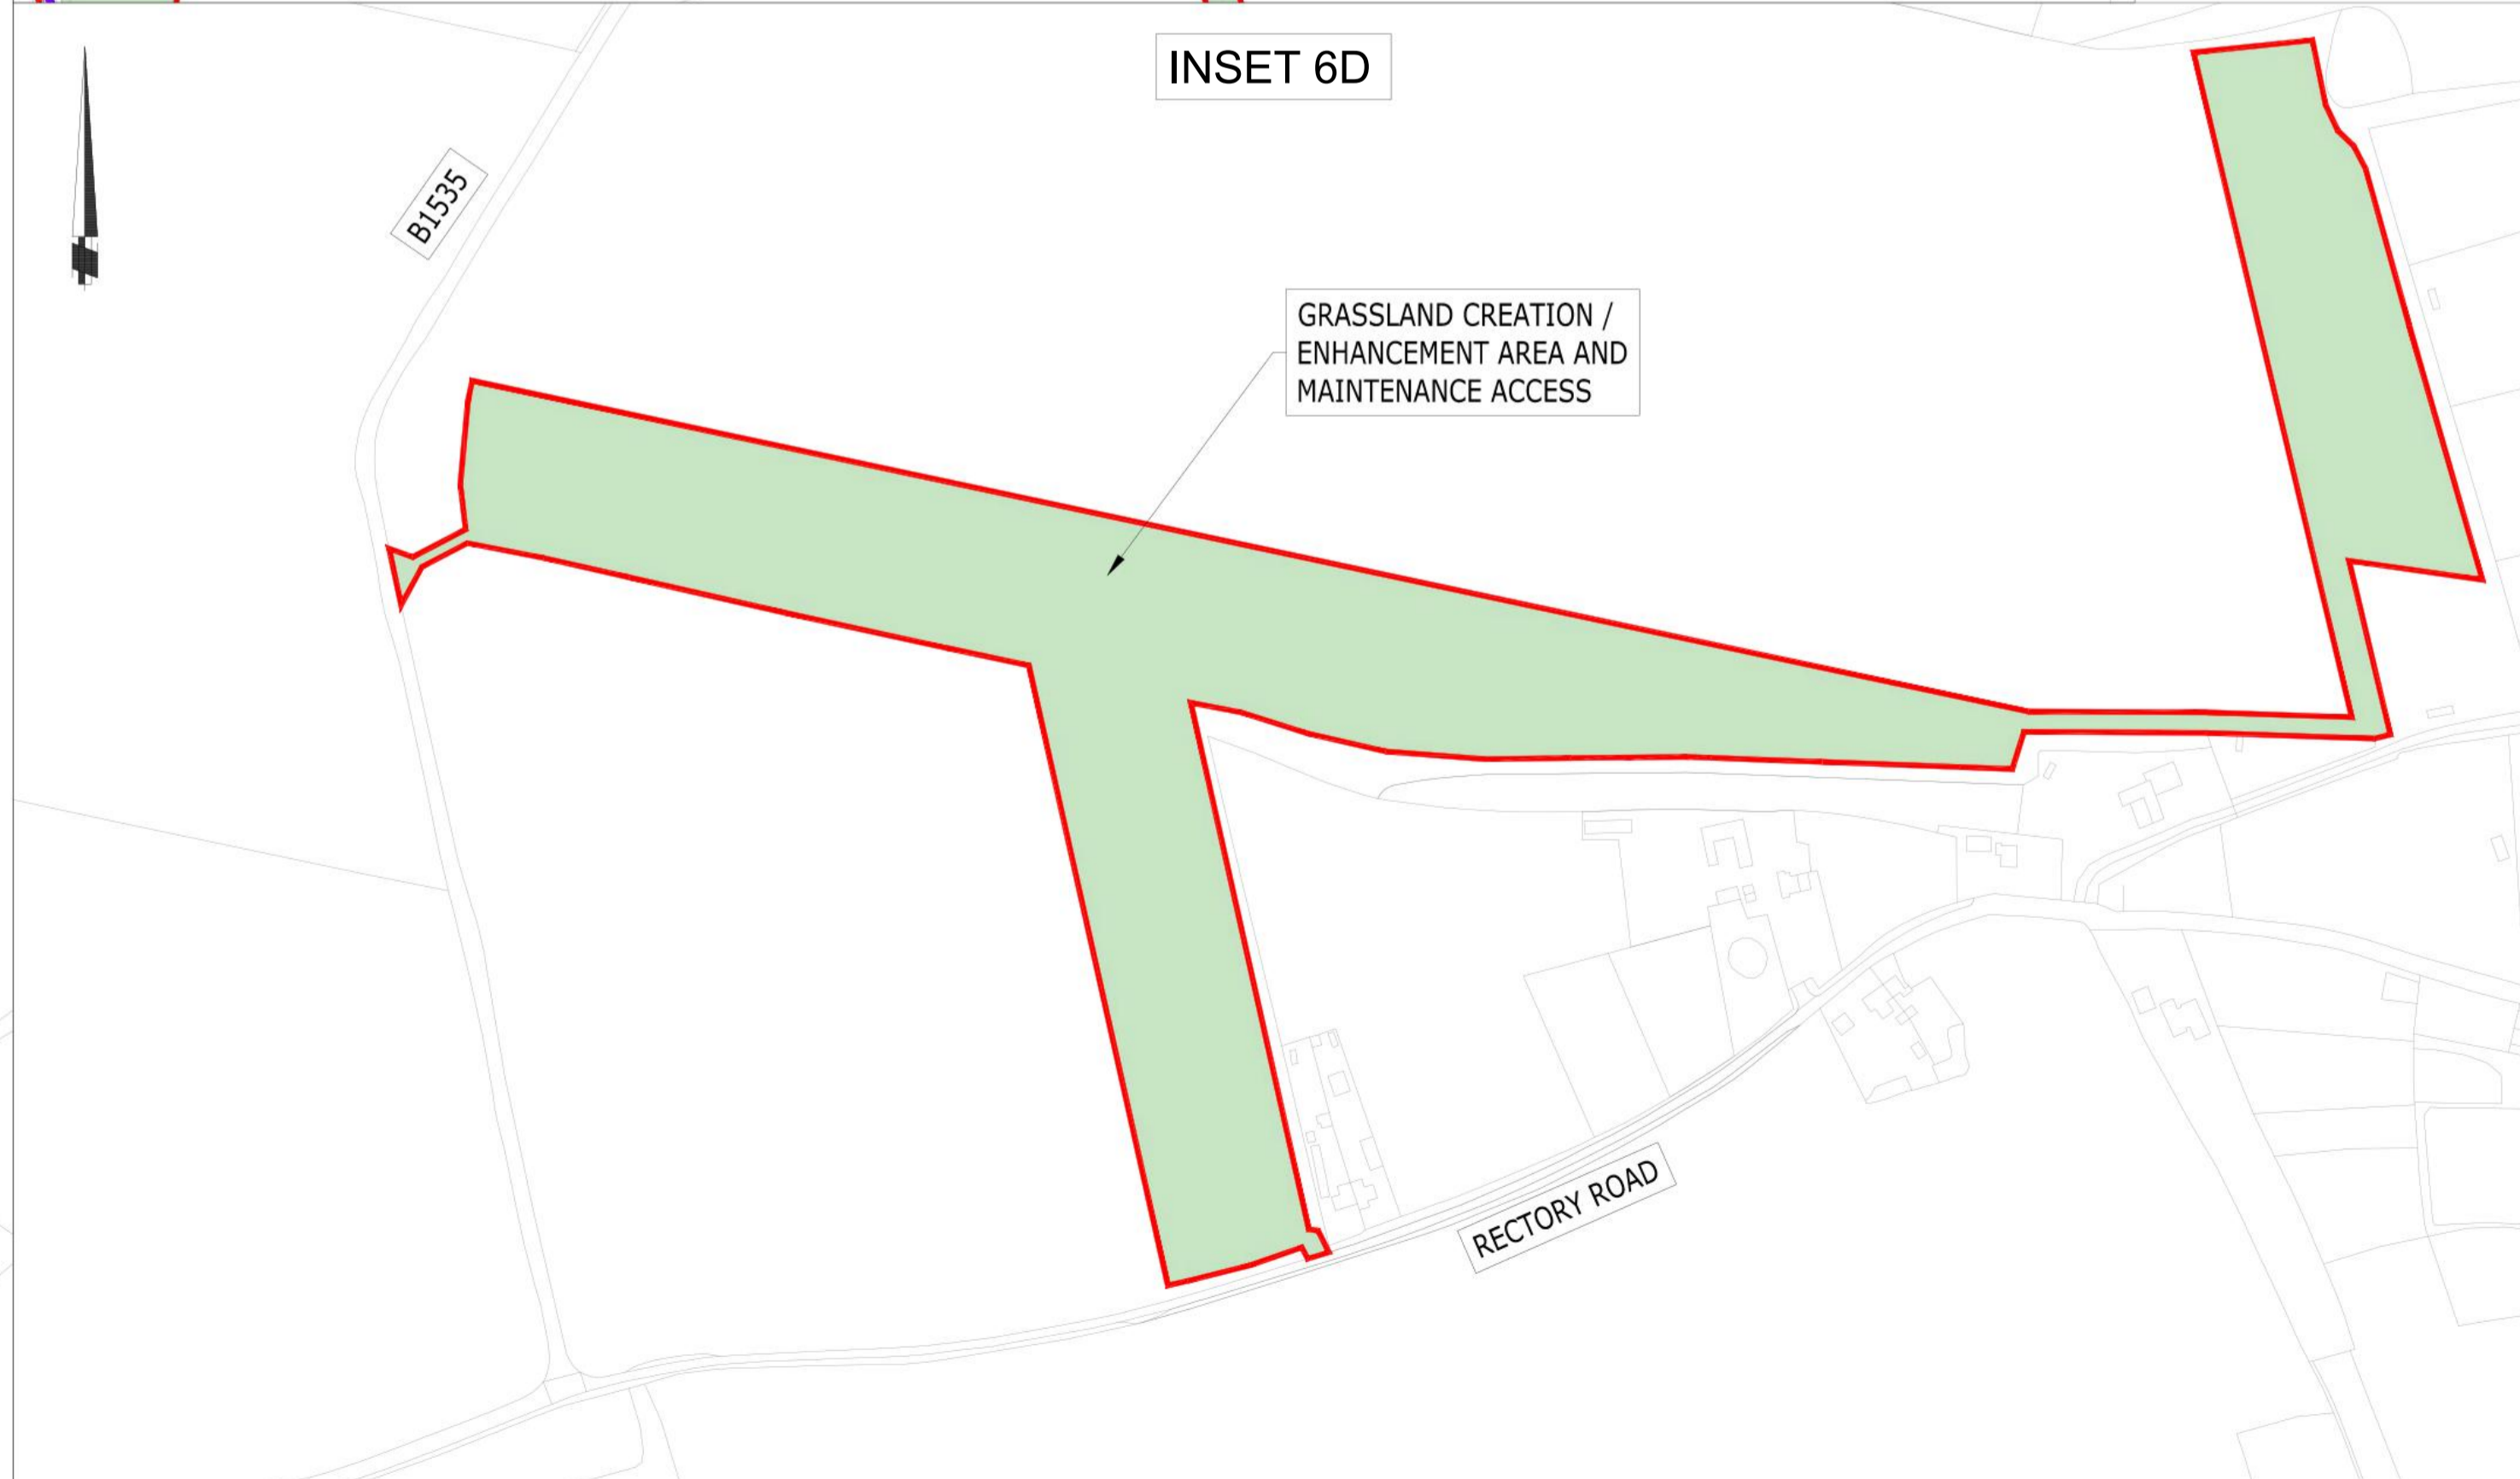 INSET 6D
B1535
GRASSLAND CREATION /
ENHANCEMENT AREA AND
MAINTENANCE ACCESS
RECTORY ROAD